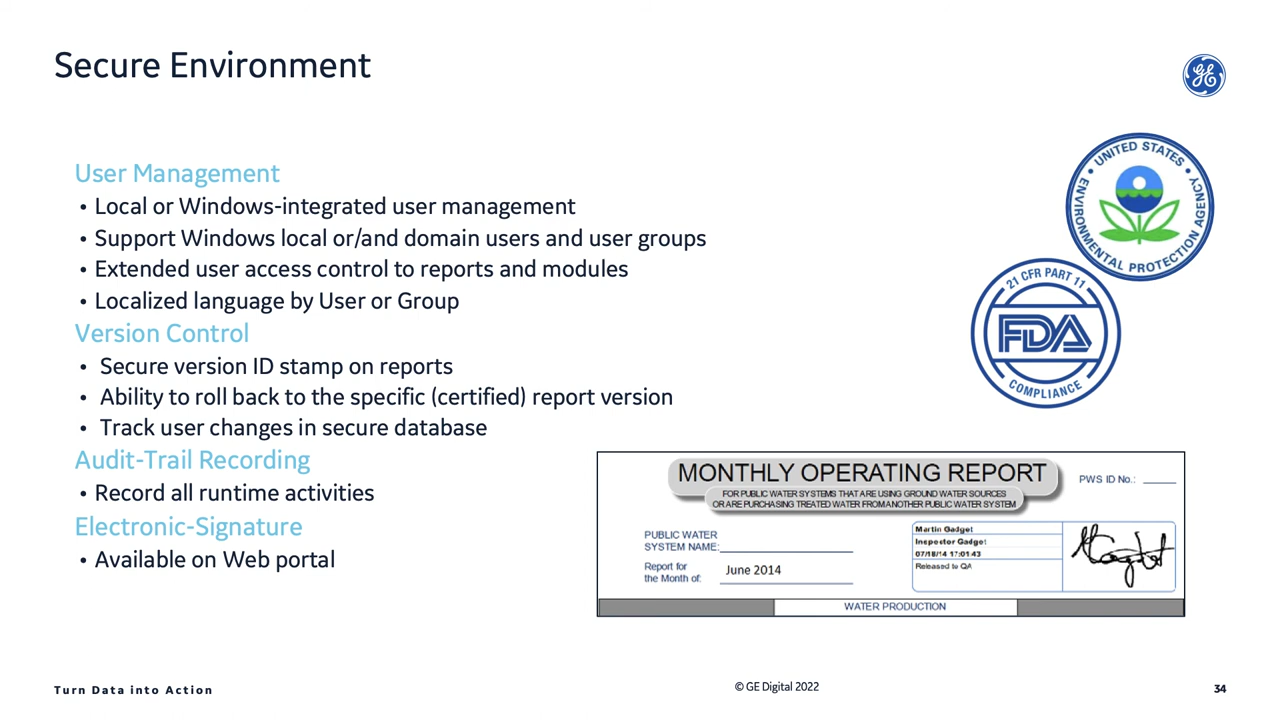 Secure Environment
User Management
• Local or Windows-integrated user management
• Support Windows local or/and domain users and user groups
• Extended user access control to reports and modules
• Localized language by User or Group
Version Control
• Secure version ID stamp on reports
• Ability to roll back to the specific (certified) report version
• Track user changes in secure database
Audit-Trail Recording
• Record all runtime activities
Electronic-Signature
• Available on Web portal
GE
UNITED STATES • ENVIRONMENTAL PROTECTION AGENCY •
21 CFR PART 11
FDA
COMPLIANCE
MONTHLY OPERATING REPORT
FOR PUBLIC WATER SYSTEMS THAT ARE USING GROUND WATER SOURCES
OR ARE PURCHASING TREATED WATER FROM ANOTHER PUBLIC WATER SYSTEM
PWS ID No.:
PUBLIC WATER
SYSTEM NAME:
Report for
the Month of:
June 2014
Martin Gadget
Inspector Gadget
07/18/14 17:01:43
Released to QA
WATER PRODUCTION
Turn Data into Action
© GE Digital 2022
34